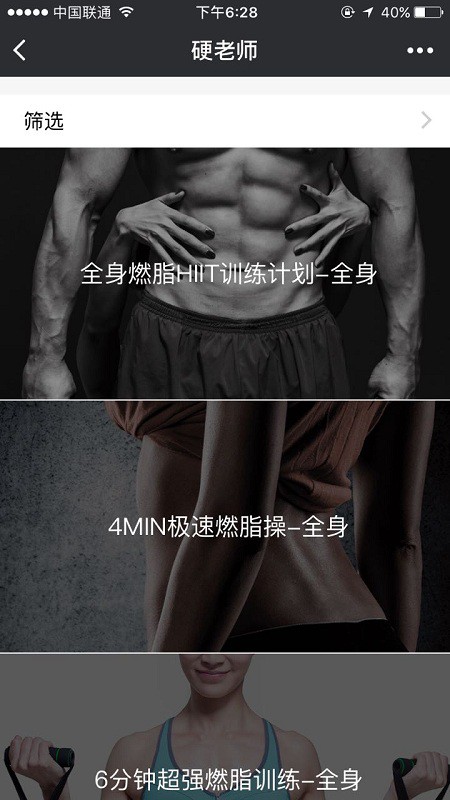 中国联通 下午6:28 40%
硬老师
筛选
全身燃脂HIIT训练计划-全身
4MIN极速燃脂操-全身
6分钟超强燃脂训练-全身